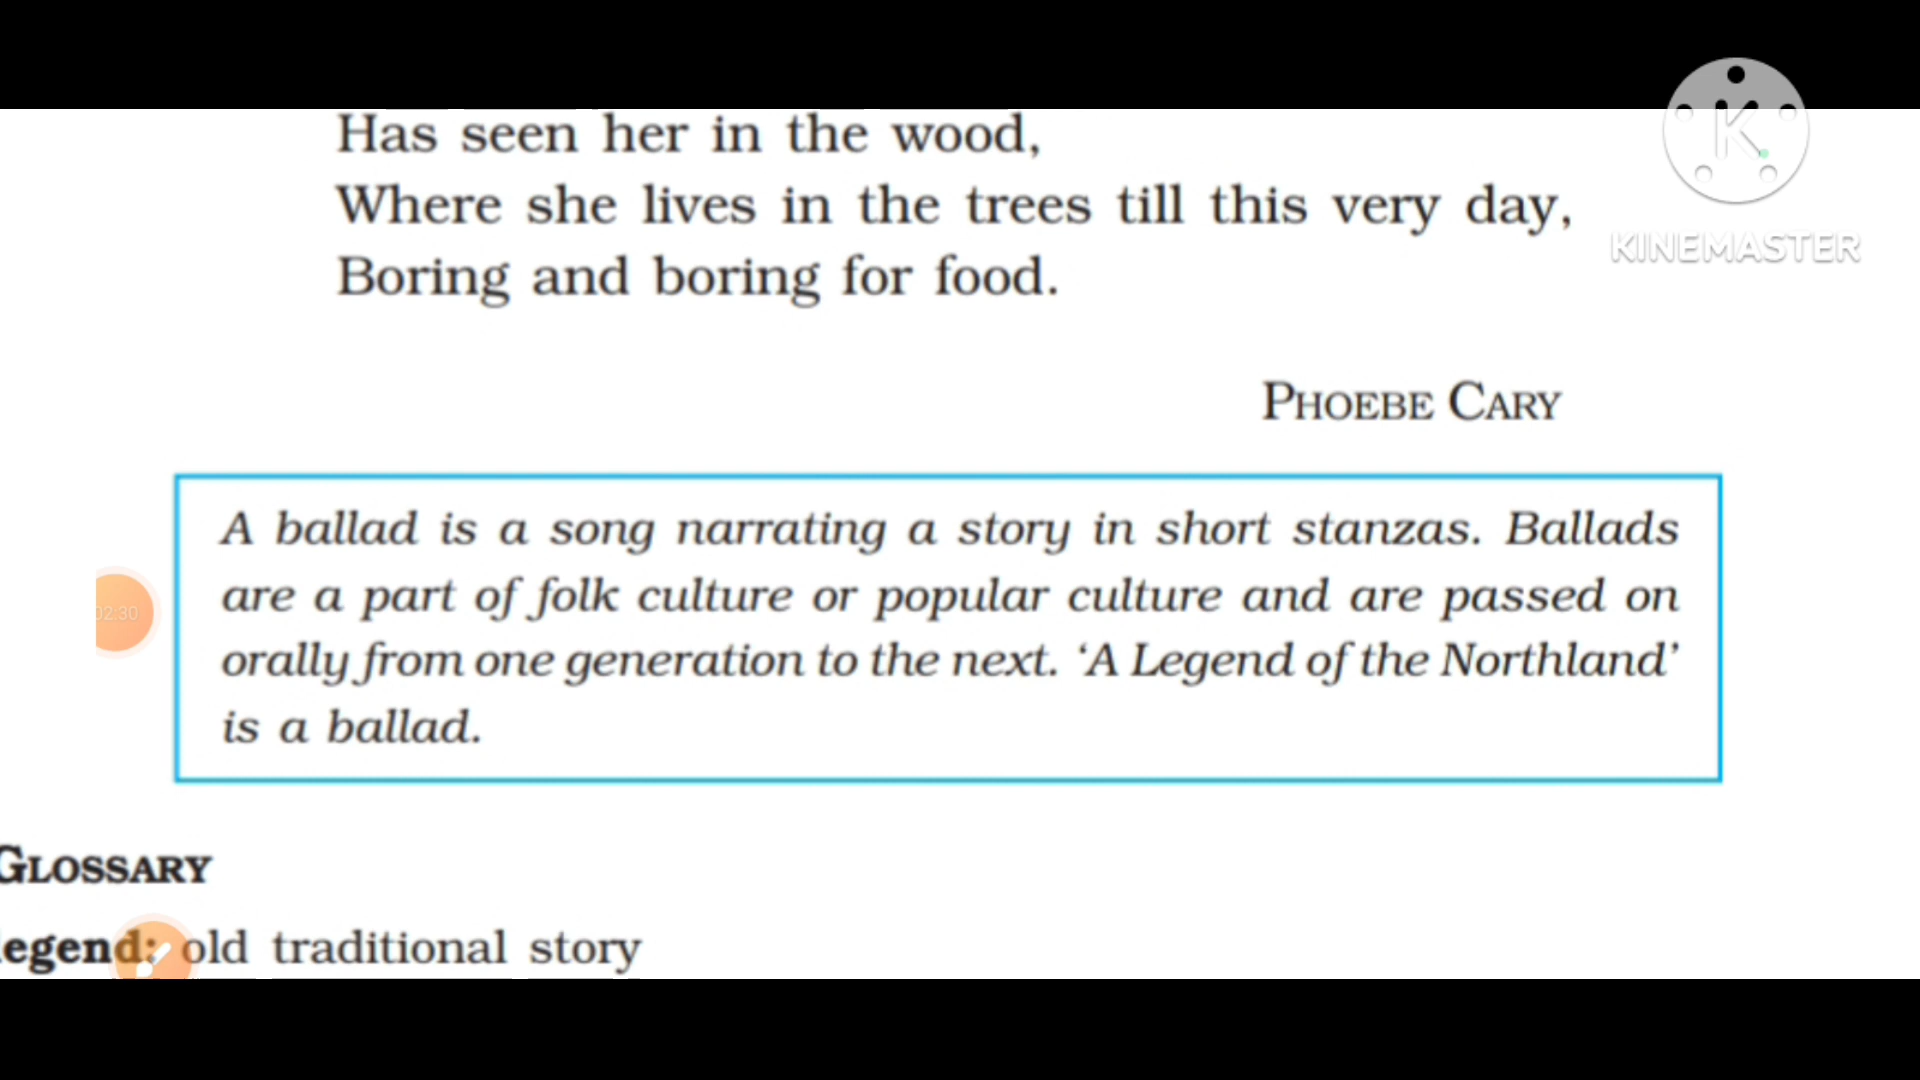 Has seen her in the wood,
Where she lives in the trees till this very day,
Boring and boring for food.
KINEMASTER
PHOEBE CARY
A ballad is a song narrating a story in short stanzas. Ballads
are a part of folk culture or popular culture and are passed on
orally from one generation to the next. ‘A Legend of the Northland’
is a ballad.
02:30
GLOSSARY
legend: old traditional story